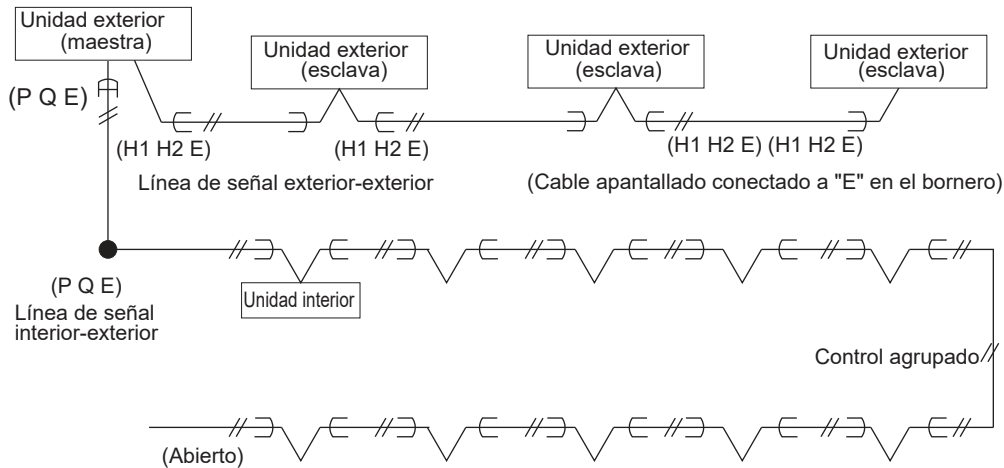 Unidad exterior
(maestra)
Unidad exterior
(esclava)
Unidad exterior
(esclava)
Unidad exterior
(esclava)
(P Q E)
(H1 H2 E)
(H1 H2 E)
(H1 H2 E) (H1 H2 E)
Línea de señal exterior-exterior
(Cable apantallado conectado a "E" en el bornero)
(P Q E)
Línea de señal
interior-exterior
Unidad interior
Control agrupado
(Abierto)